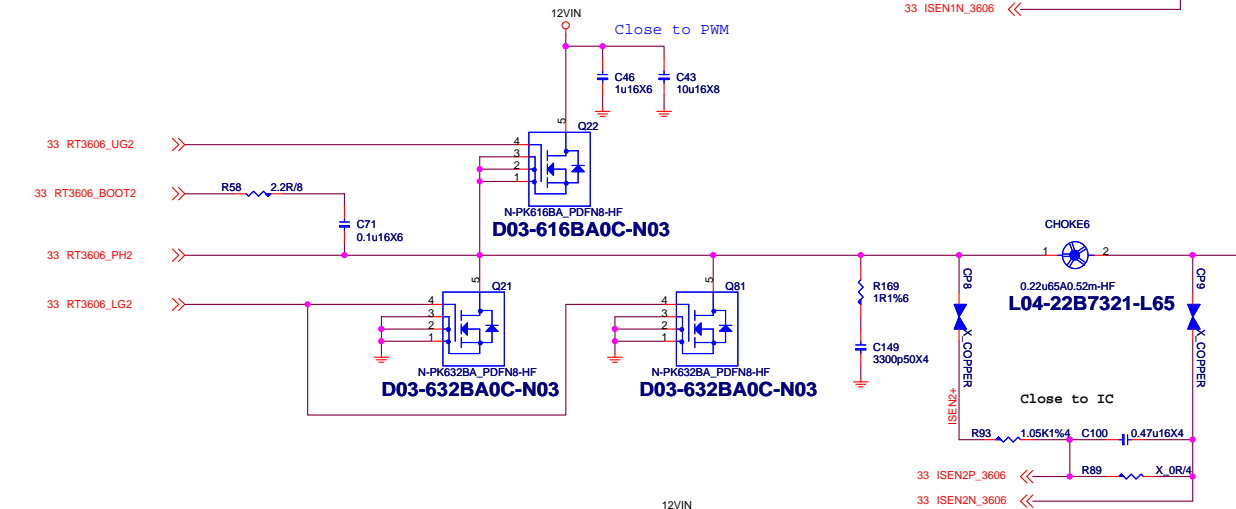 33 ISEN1N_3606
12VIN
Close to PWM
C46
1u16X6
C43
10u16X8
5
Q22
33 RT3606_UG2
4
3
2
1
33 RT3606_BOOT2
R58
2.2R/8
N-PK616BA_PDFN8-HF
D03-616BA0C-N03
C71
0.1u16X6
CHOKE6
33 RT3606_PH2
1
2
5
Q21
5
Q81
R169
1R1%6
CP8
CP9
0.22u65A0.52m-HF
L04-22B7321-L65
33 RT3606_LG2
4
3
2
1
4
3
2
1
X_COPPER
X_COPPER
C149
3300p50X4
N-PK632BA_PDFN8-HF
D03-632BA0C-N03
N-PK632BA_PDFN8-HF
D03-632BA0C-N03
ISEN2+
Close to IC
R93
1.05K1%4
C100
0.47u16X4
33 ISEN2P_3606
R89
X_0R/4
33 ISEN2N_3606
12VIN